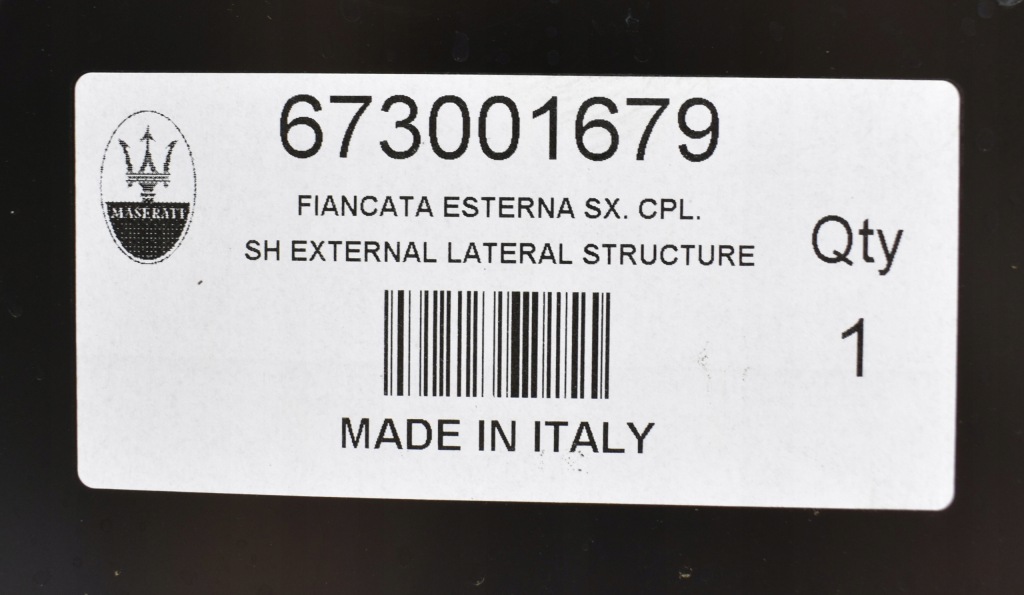 673001679
MASERATI
FIANCATA ESTERNA SX. CPL.
SH EXTERNAL LATERAL STRUCTURE
Qty
1
MADE IN ITALY